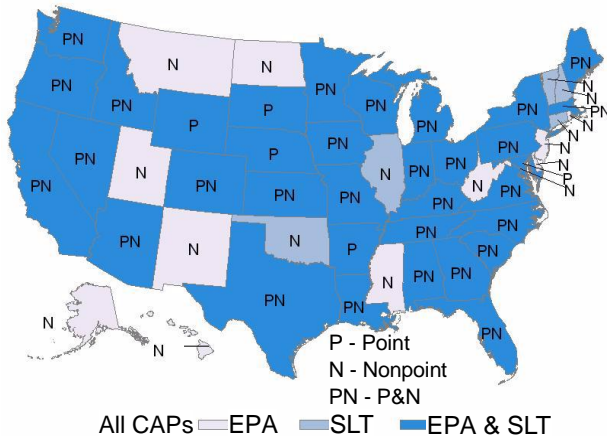 PN
N N PN PN
PN PN N
PN P P PN N PN
PN
PN N
P PN N
PN N N PN PN N
P
PN PN PN PN N PN N
PN
PN N N P PN PN
PN
N PN PN
PN PN
N PN
N
P - Point
N - Nonpoint
PN - P&N
All CAPs EPA SLT EPA & SLT